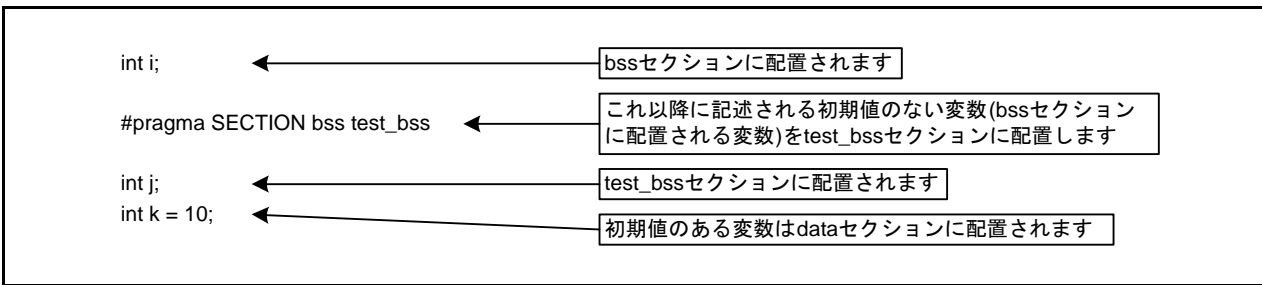 int i;
bssセクションに配置されます
#pragma SECTION bss test_bss
これ以降に記述される初期値のない変数(bssセクション
に配置される変数)をtest_bssセクションに配置します
int j;
test_bssセクションに配置されます
int k = 10;
初期値のある変数はdataセクションに配置されます